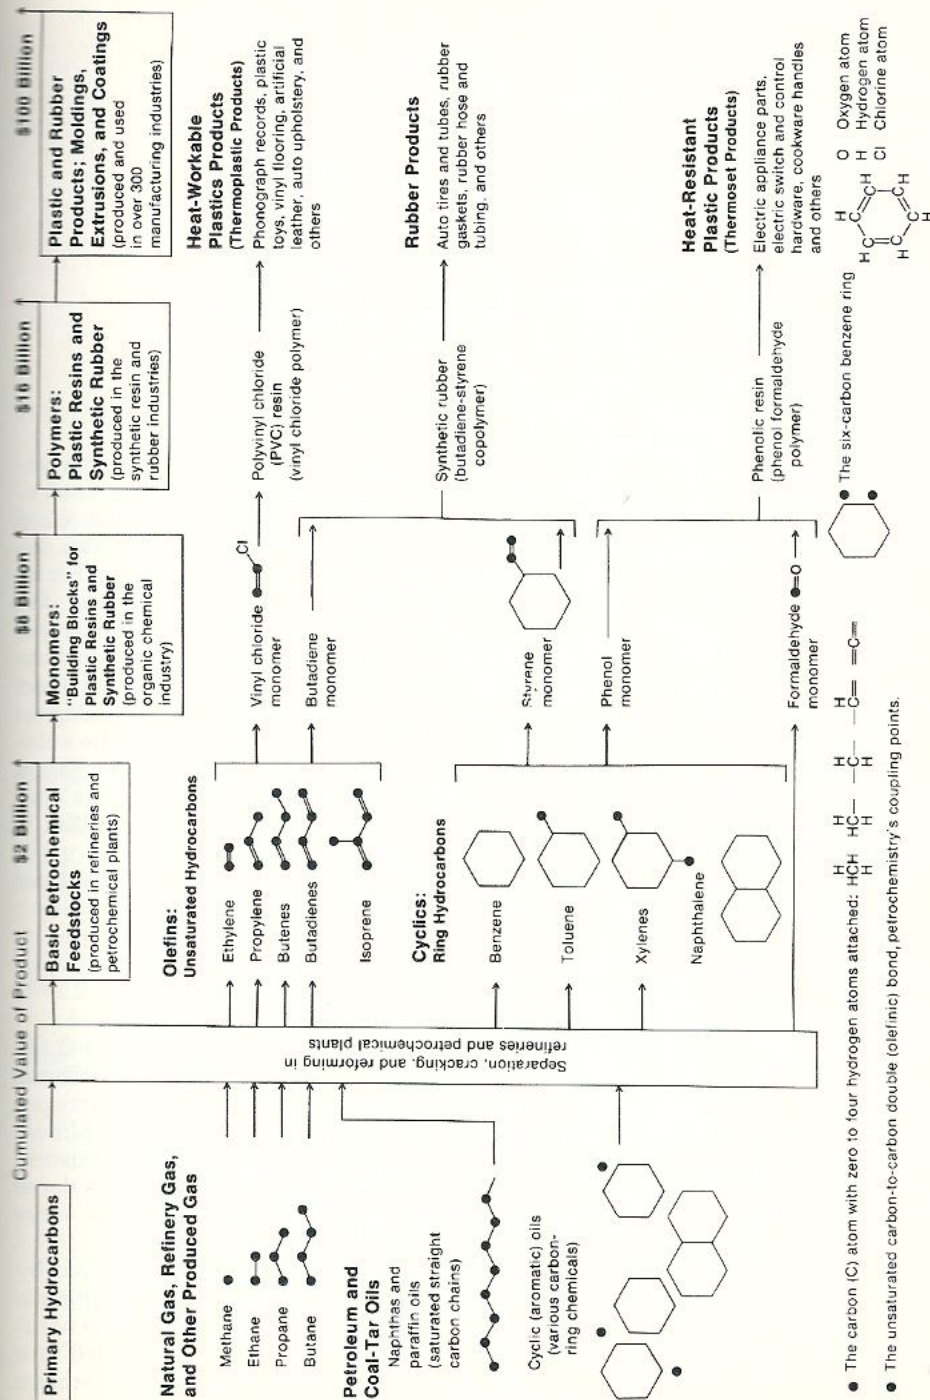 Cumulated Value of Product
$2 Billion
$8 Billion
$16 Billion
$100 Billion
Primary Hydrocarbons
Basic Petrochemical
Feedstocks
(produced in refineries and
petrochemical plants)
Monomers:
"Building Blocks" for
Plastic Resins and
Synthetic Rubber
(produced in the
organic chemical
industry)
Polymers:
Plastic Resins and
Synthetic Rubber
(produced in the
synthetic resin and
rubber industries)
Plastic and Rubber
Products; Moldings,
Extrusions, and Coatings
(produced and used
in over 300
manufacturing industries)
Natural Gas, Refinery Gas,
and Other Produced Gas
Methane
Ethane
Propane
Butane
Petroleum and
Coal-Tar Oils
Naphthas and
paraffin oils
(saturated straight
carbon chains)
Cyclic (aromatic) oils
(various carbon-
ring chemicals)
Separation, cracking, and reforming in
refineries and petrochemical plants
Olefins:
Unsaturated Hydrocarbons
Ethylene
Propylene
Butenes
Butadienes
Isoprene
Cyclics:
Ring Hydrocarbons
Benzene
Toluene
Xylenes
Naphthalene
Vinyl chloride
monomer
Cl
Butadiene
monomer
Styrene
monomer
Phenol
monomer
Formaldehyde
monomer
O
Polyvinyl chloride
(PVC) resin
(vinyl chloride polymer)
Synthetic rubber
(butadiene-styrene
copolymer)
Phenolic resin
(phenol formaldehyde
polymer)
Heat-Workable
Plastics Products
(Thermoplastic Products)
Phonograph records, plastic
toys, vinyl flooring, artificial
leather, auto upholstery, and
others
Rubber Products
Auto tires and tubes, rubber
gaskets, rubber hose and
tubing, and others
Heat-Resistant
Plastic Products
(Thermoset Products)
Electric appliance parts,
electric switch and control
hardware, cookware handles
and others
● The carbon (C) atom with zero to four hydrogen atoms attached:
H H H H
HCH HC— —C— —C= =C=
H H H
The six-carbon benzene ring
H
HC CH
C C
H C H
H
O Oxygen atom
H Hydrogen atom
Cl Chlorine atom
● The unsaturated carbon-to-carbon double (olefinic) bond, petrochemistry's coupling points.